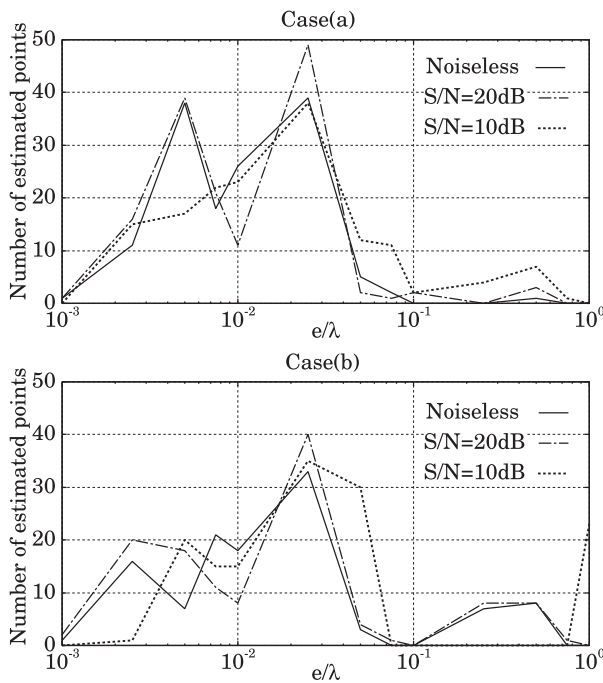 Case(a)
Number of estimated points
50
40
30
20
10
0
Noiseless
S/N=20dB
S/N=10dB
10-3
10-2
10-1
100
e/λ
Case(b)
Number of estimated points
50
40
30
20
10
0
Noiseless
S/N=20dB
S/N=10dB
10-3
10-2
10-1
100
e/λ